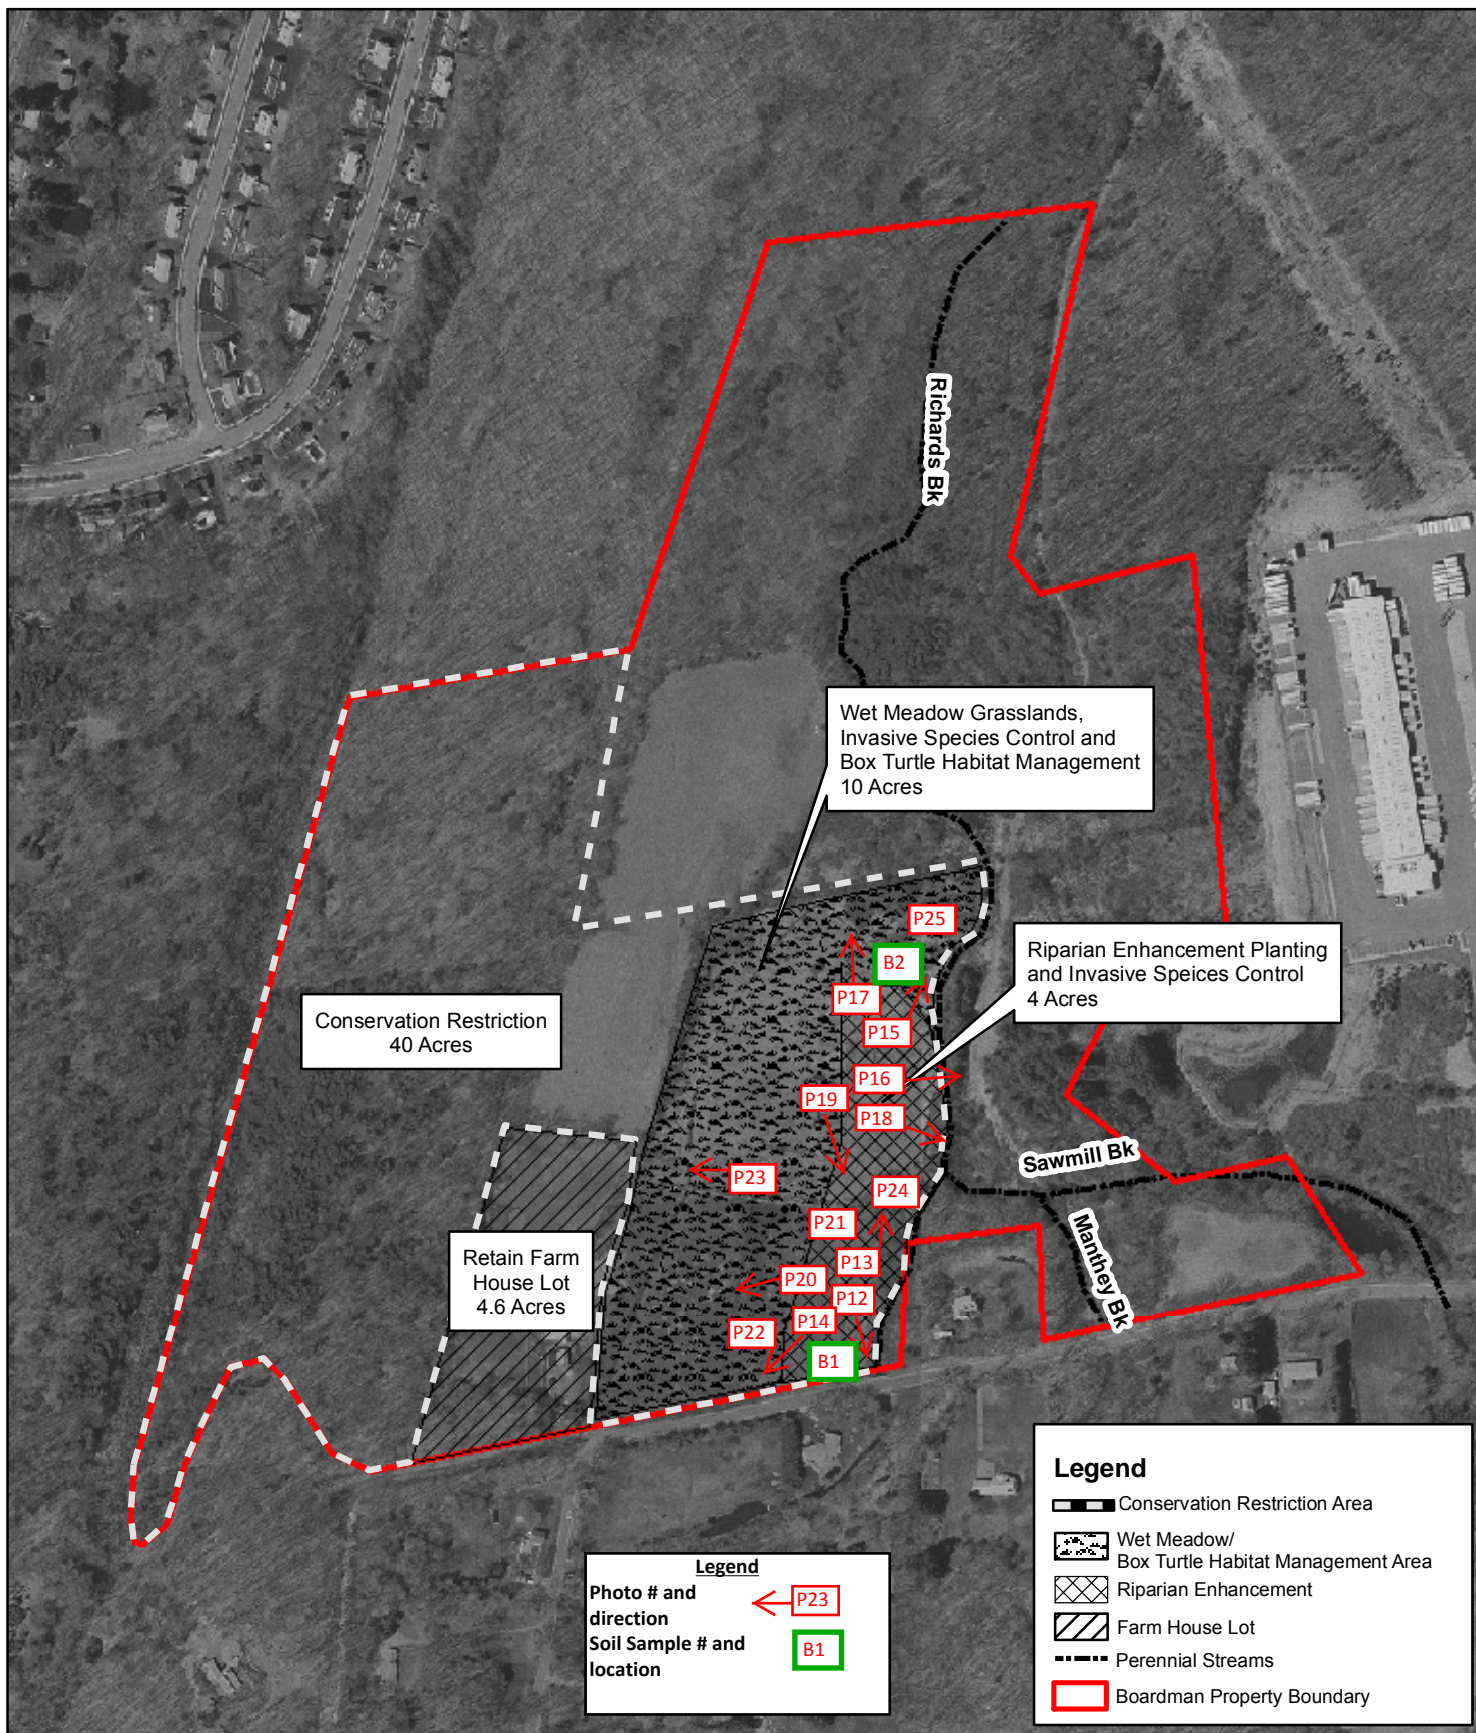 Richards Bk
Wet Meadow Grasslands,
Invasive Species Control and
Box Turtle Habitat Management
10 Acres
P25
B2
Riparian Enhancement Planting
and Invasive Speices Control
4 Acres
P17
Conservation Restriction
40 Acres
P15
P16
P19
P18
Sawmill Bk
P23
P24
P21
Manthey Bk
Retain Farm
House Lot
4.6 Acres
P13
P20
P12
P14
P22
B1
Legend
Conservation Restriction Area
Wet Meadow/
Box Turtle Habitat Management Area
Riparian Enhancement
Farm House Lot
Perennial Streams
Boardman Property Boundary
Legend
Photo # and
direction
P23
Soil Sample # and
location
B1